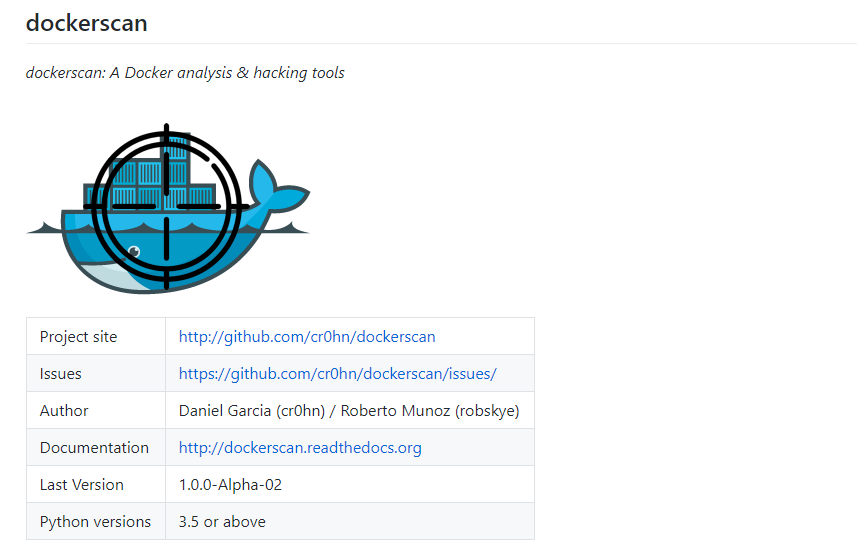 dockerscan
dockerscan: A Docker analysis & hacking tools
Project site http://github.com/cr0hn/dockerscan
Issues https://github.com/cr0hn/dockerscan/issues/
Author Daniel Garcia (cr0hn) / Roberto Munoz (robskye)
Documentation http://dockerscan.readthedocs.org
Last Version 1.0.0-Alpha-02
Python versions 3.5 or above